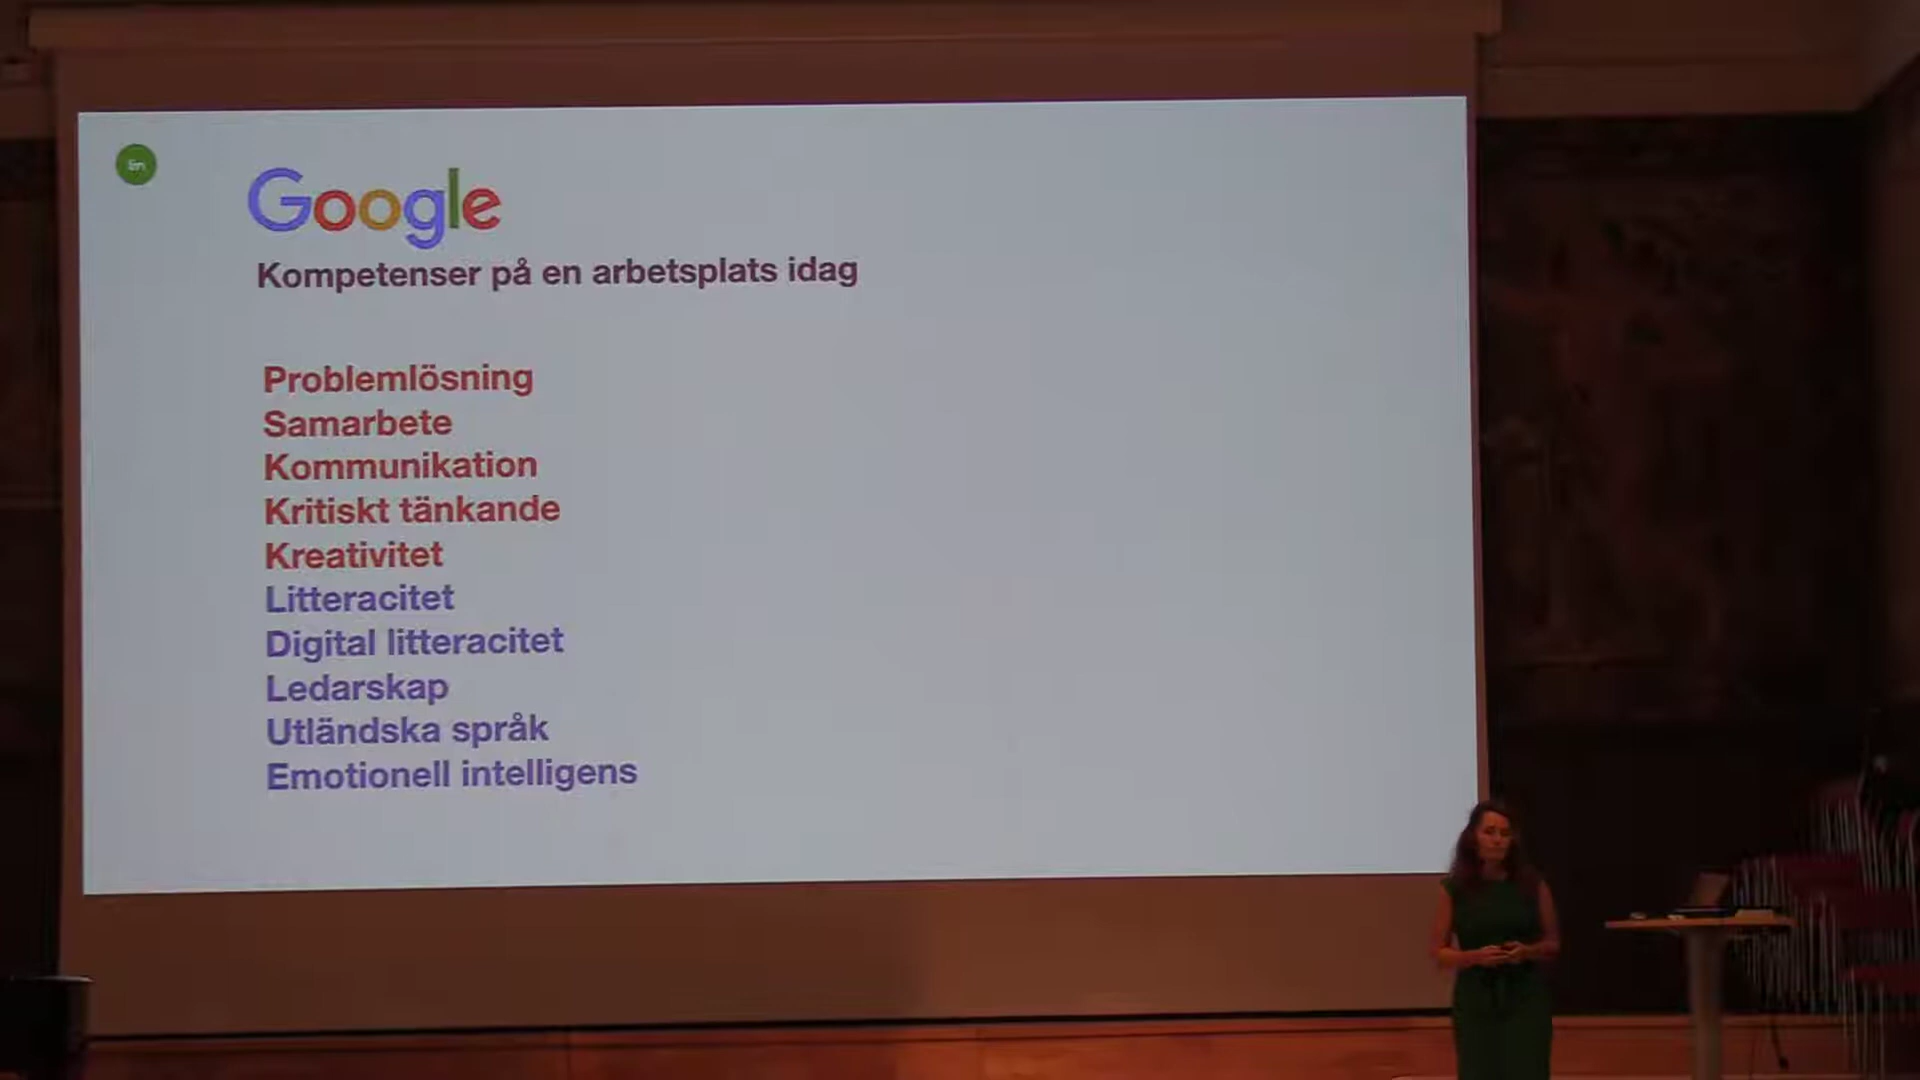 Google
Kompetenser på en arbetsplats idag
Problemlösning
Samarbete
Kommunikation
Kritiskt tänkande
Kreativitet
Litteracitet
Digital litteracitet
Ledarskap
Utländska språk
Emotionell intelligens